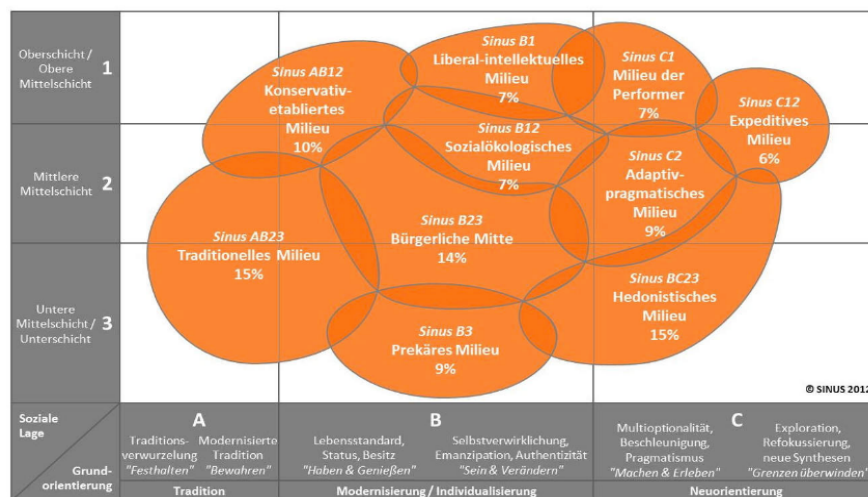 Oberschicht /
Obere
Mittelschicht
1
Mittlere
Mittelschicht
2
Untere
Mittelschicht /
Unterschicht
3
Sinus AB12
Konservativ-
etabliertes
Milieu
10%
Sinus B1
Liberal-intellektuelles
Milieu
7%
Sinus C1
Milieu der
Performer
7%
Sinus C12
Expeditives
Milieu
6%
Sinus B12
Sozialökologisches
Milieu
7%
Sinus C2
Adaptiv-
pragmatisches
Milieu
9%
Sinus AB23
Traditionelles Milieu
15%
Sinus B23
Bürgerliche Mitte
14%
Sinus BC23
Hedonistisches
Milieu
15%
Sinus B3
Prekäres Milieu
9%
© SINUS 2012
Soziale
Lage
Grund-
orientierung
A
Traditions-
verwurzelung
"Festhalten"
Modernisierte
Tradition
"Bewahren"
Tradition
B
Lebensstandard,
Status, Besitz
"Haben & Genießen"
Selbstverwirklichung,
Emanzipation, Authentizität
"Sein & Verändern"
Modernisierung / Individualisierung
C
Multioptionalität,
Beschleunigung,
Pragmatismus
"Machen & Erleben"
Exploration,
Refokussierung,
neue Synthesen
"Grenzen überwinden"
Neuorientierung